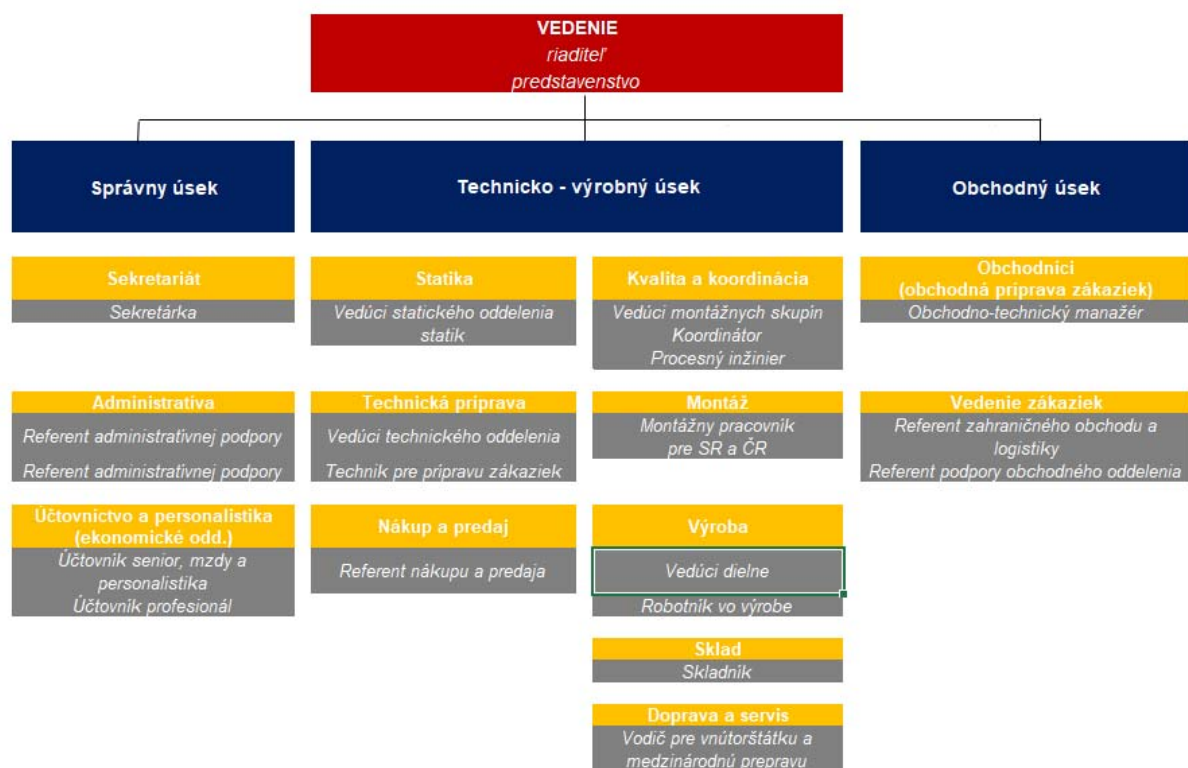 VEDENIE
riaditeľ
predstavenstvo
Správny úsek
Technicko - výrobný úsek
Obchodný úsek
Sekretariát
Sekretárka
Statika
Vedúci statického oddelenia
statik
Kvalita a koordinácia
Vedúci montážnych skupín
Koordinátor
Procesný inžinier
Obchodníci
(obchodná príprava zákaziek)
Obchodno-technický manažér
Administratíva
Referent administratívnej podpory
Referent administratívnej podpory
Technická príprava
Vedúci technického oddelenia
Technik pre prípravu zákaziek
Montáž
Montážny pracovník
pre SR a ČR
Vedenie zákaziek
Referent zahraničného obchodu a
logistiky
Referent podpory obchodného oddelenia
Účtovníctvo a personalistika
(ekonomické odd.)
Účtovník senior, mzdy a
personalistika
Účtovník profesionál
Nákup a predaj
Referent nákupu a predaja
Výroba
Vedúci dielne
Robotník vo výrobe
Sklad
Skladník
Doprava a servis
Vodič pre vnútorštátku a
medzinárodnú prepravu